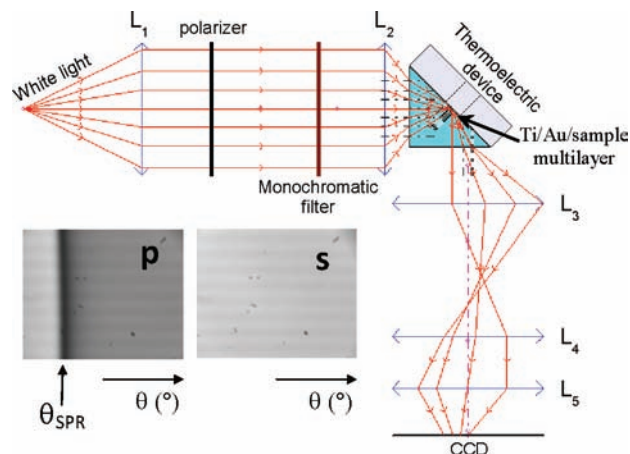 L1
L2
polarizer
White light
Thermoelectric
device
Ti/Au/sample
multilayer
Monochromatic
filter
L3
p
s
L4
θSPR
θ (°)
θ (°)
L5
CCD